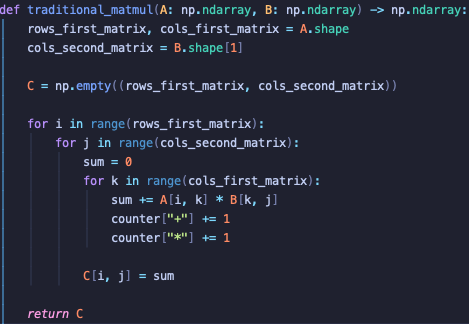 def traditional_matmul(A: np.ndarray, B: np.ndarray) -> np.ndarray:
    rows_first_matrix, cols_first_matrix = A.shape
    cols_second_matrix = B.shape[1]

    C = np.empty((rows_first_matrix, cols_second_matrix))

    for i in range(rows_first_matrix):
        for j in range(cols_second_matrix):
            sum = 0
            for k in range(cols_first_matrix):
                sum += A[i, k] * B[k, j]
                counter["+"] += 1
                counter["*"] += 1

            C[i, j] = sum

    return C